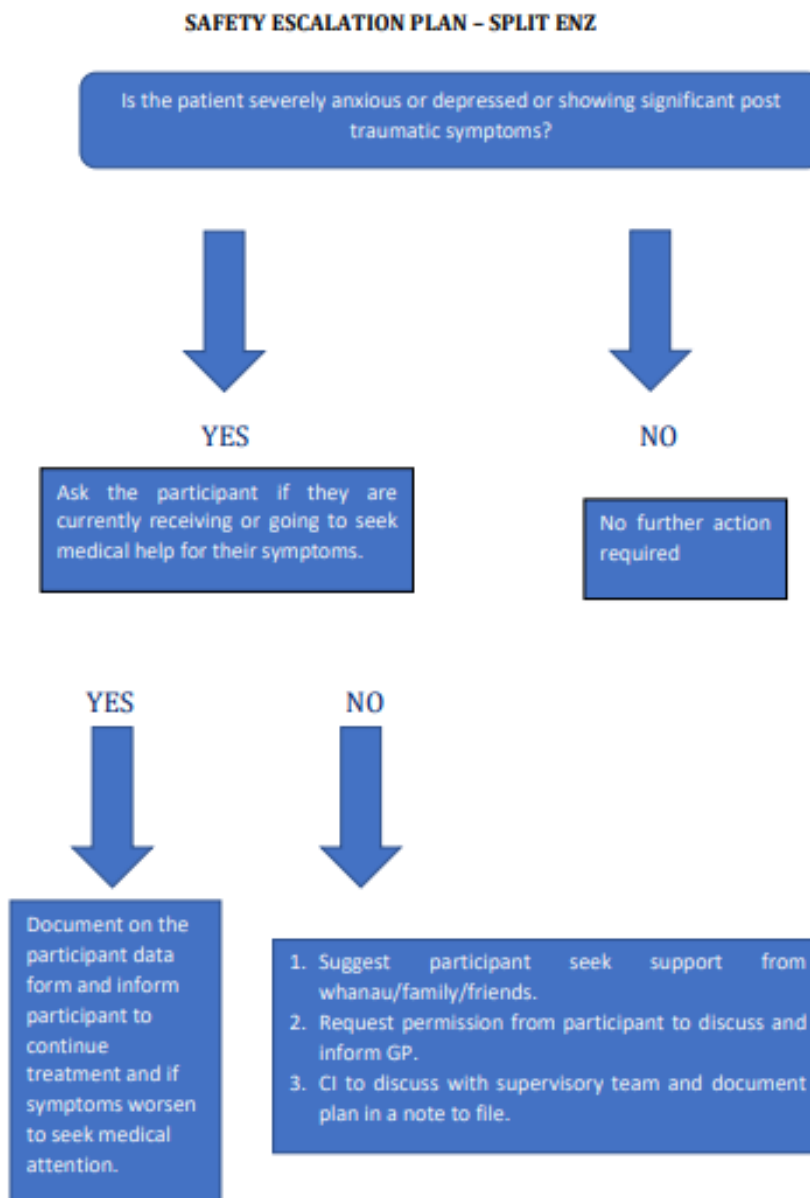 SAFETY ESCALATION PLAN – SPLIT ENZ
Is the patient severely anxious or depressed or showing significant post
traumatic symptoms?
YES
NO
Ask the participant if they are
currently receiving or going to seek
medical help for their symptoms.
No further action
required
YES
NO
Document on the
participant data
form and inform
participant to
continue
treatment and if
symptoms worsen
to seek medical
attention.
1. Suggest participant seek support from
whanau/family/friends.
2. Request permission from participant to discuss and
inform GP.
3. CI to discuss with supervisory team and document
plan in a note to file.